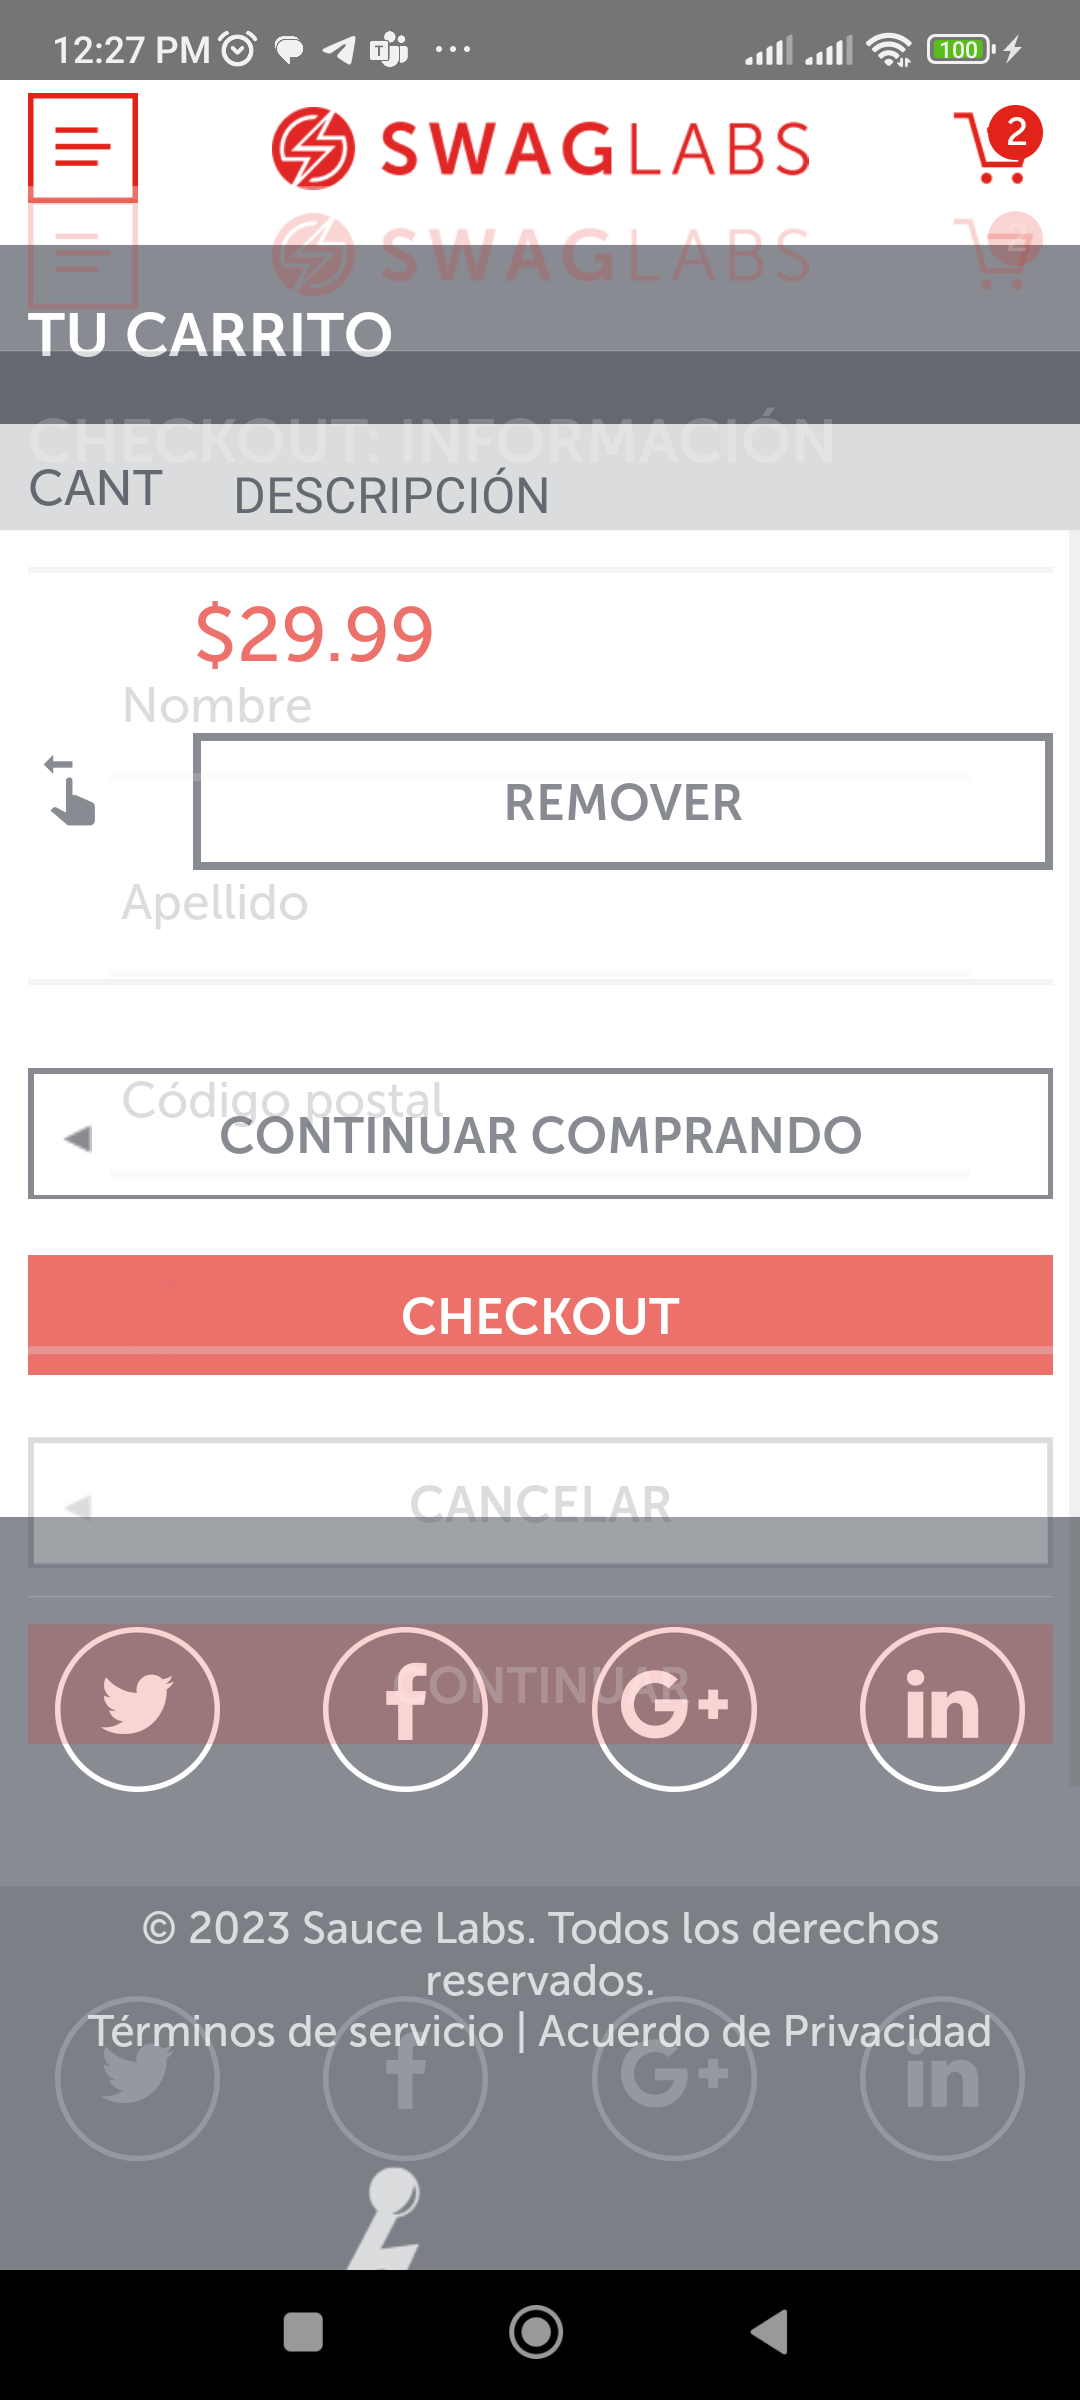 12:27 PM
100
SWAGLABS
2
SWAGLABS
2
TU CARRITO
CHECKOUT: INFORMACIÓN
CANT DESCRIPCIÓN
$29.99
Nombre
REMOVER
Apellido
Código postal
CONTINUAR COMPRANDO
CHECKOUT
CANCELAR
CONTINUAR
f G+ in
© 2023 Sauce Labs. Todos los derechos
reservados.
Términos de servicio | Acuerdo de Privacidad
f G+ in